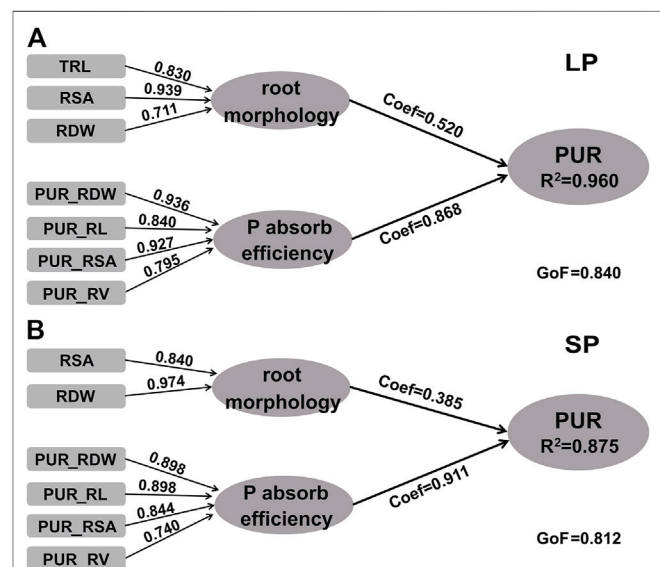 A
LP
TRL
RSA
RDW
0.830
0.939
0.711
root
morphology
Coef=0.520
PUR_RDW
PUR_RL
PUR_RSA
PUR_RV
0.936
0.840
0.927
0.795
P absorb
efficiency
Coef=0.868
PUR
R²=0.960
GoF=0.840
B
SP
RSA
RDW
0.840
0.974
root
morphology
Coef=0.385
PUR_RDW
PUR_RL
PUR_RSA
PUR_RV
0.898
0.898
0.844
0.740
P absorb
efficiency
Coef=0.911
PUR
R²=0.875
GoF=0.812